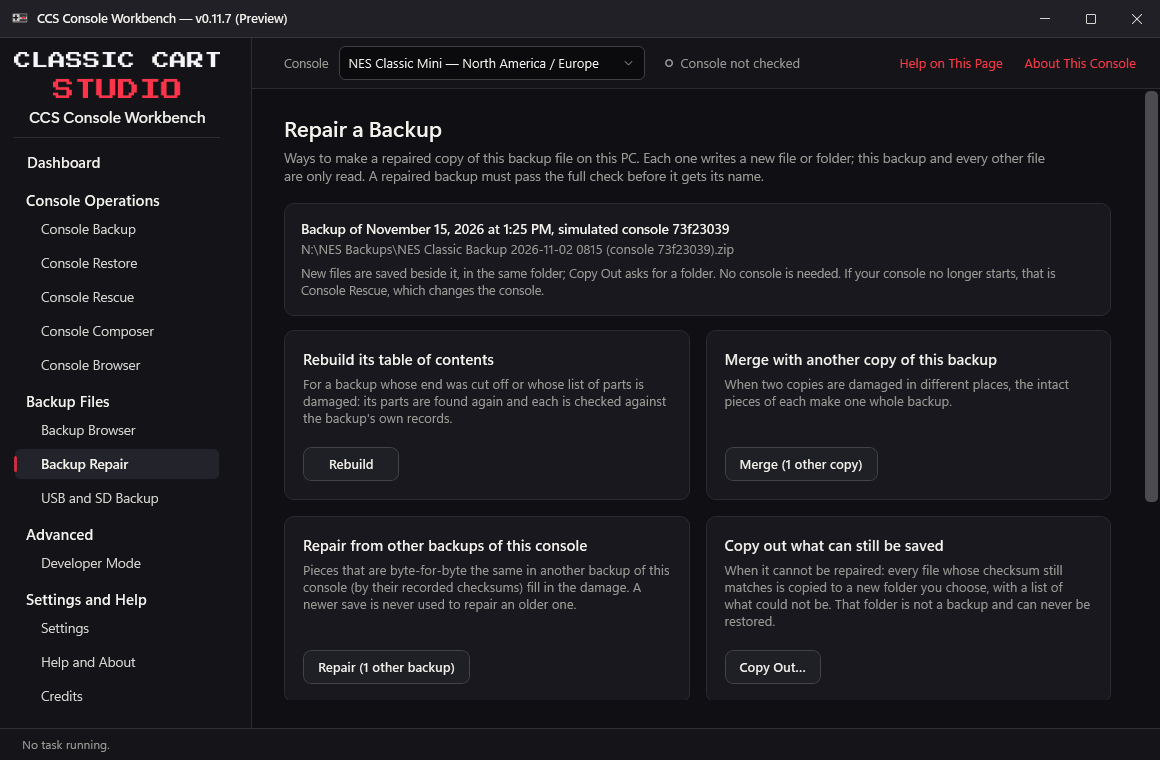 CCS Console Workbench — v0.11.7 (Preview)
CLASSIC CART
STUDIO
CCS Console Workbench
Dashboard
Console Operations
Console Backup
Console Restore
Console Rescue
Console Composer
Console Browser
Backup Files
Backup Browser
Backup Repair
USB and SD Backup
Advanced
Developer Mode
Settings and Help
Settings
Help and About
Credits
Console
NES Classic Mini — North America / Europe
Console not checked
Help on This Page
About This Console
Repair a Backup
Ways to make a repaired copy of this backup file on this PC. Each one writes a new file or folder; this backup and every other file
are only read. A repaired backup must pass the full check before it gets its name.
Backup of November 15, 2026 at 1:25 PM, simulated console 73f23039
N:\NES Backups\NES Classic Backup 2026-11-02 0815 (console 73f23039).zip
New files are saved beside it, in the same folder; Copy Out asks for a folder. No console is needed. If your console no longer starts, that is
Console Rescue, which changes the console.
Rebuild its table of contents
For a backup whose end was cut off or whose list of parts is
damaged: its parts are found again and each is checked against
the backup's own records.
Rebuild
Merge with another copy of this backup
When two copies are damaged in different places, the intact
pieces of each make one whole backup.
Merge (1 other copy)
Repair from other backups of this console
Pieces that are byte-for-byte the same in another backup of this
console (by their recorded checksums) fill in the damage. A
newer save is never used to repair an older one.
Repair (1 other backup)
Copy out what can still be saved
When it cannot be repaired: every file whose checksum still
matches is copied to a new folder you choose, with a list of
what could not be. That folder is not a backup and can never be
restored.
Copy Out...
No task running.